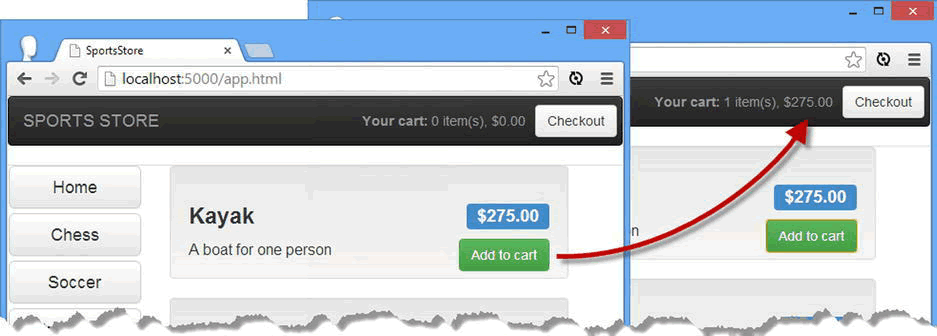 SportsStore
localhost:5000/app.html
SPORTS STORE Your cart: 0 item(s), $0.00 Checkout
Home
Chess
Soccer
Kayak $275.00
A boat for one person Add to cart
Your cart: 1 item(s), $275.00 Checkout
$275.00
Add to cart